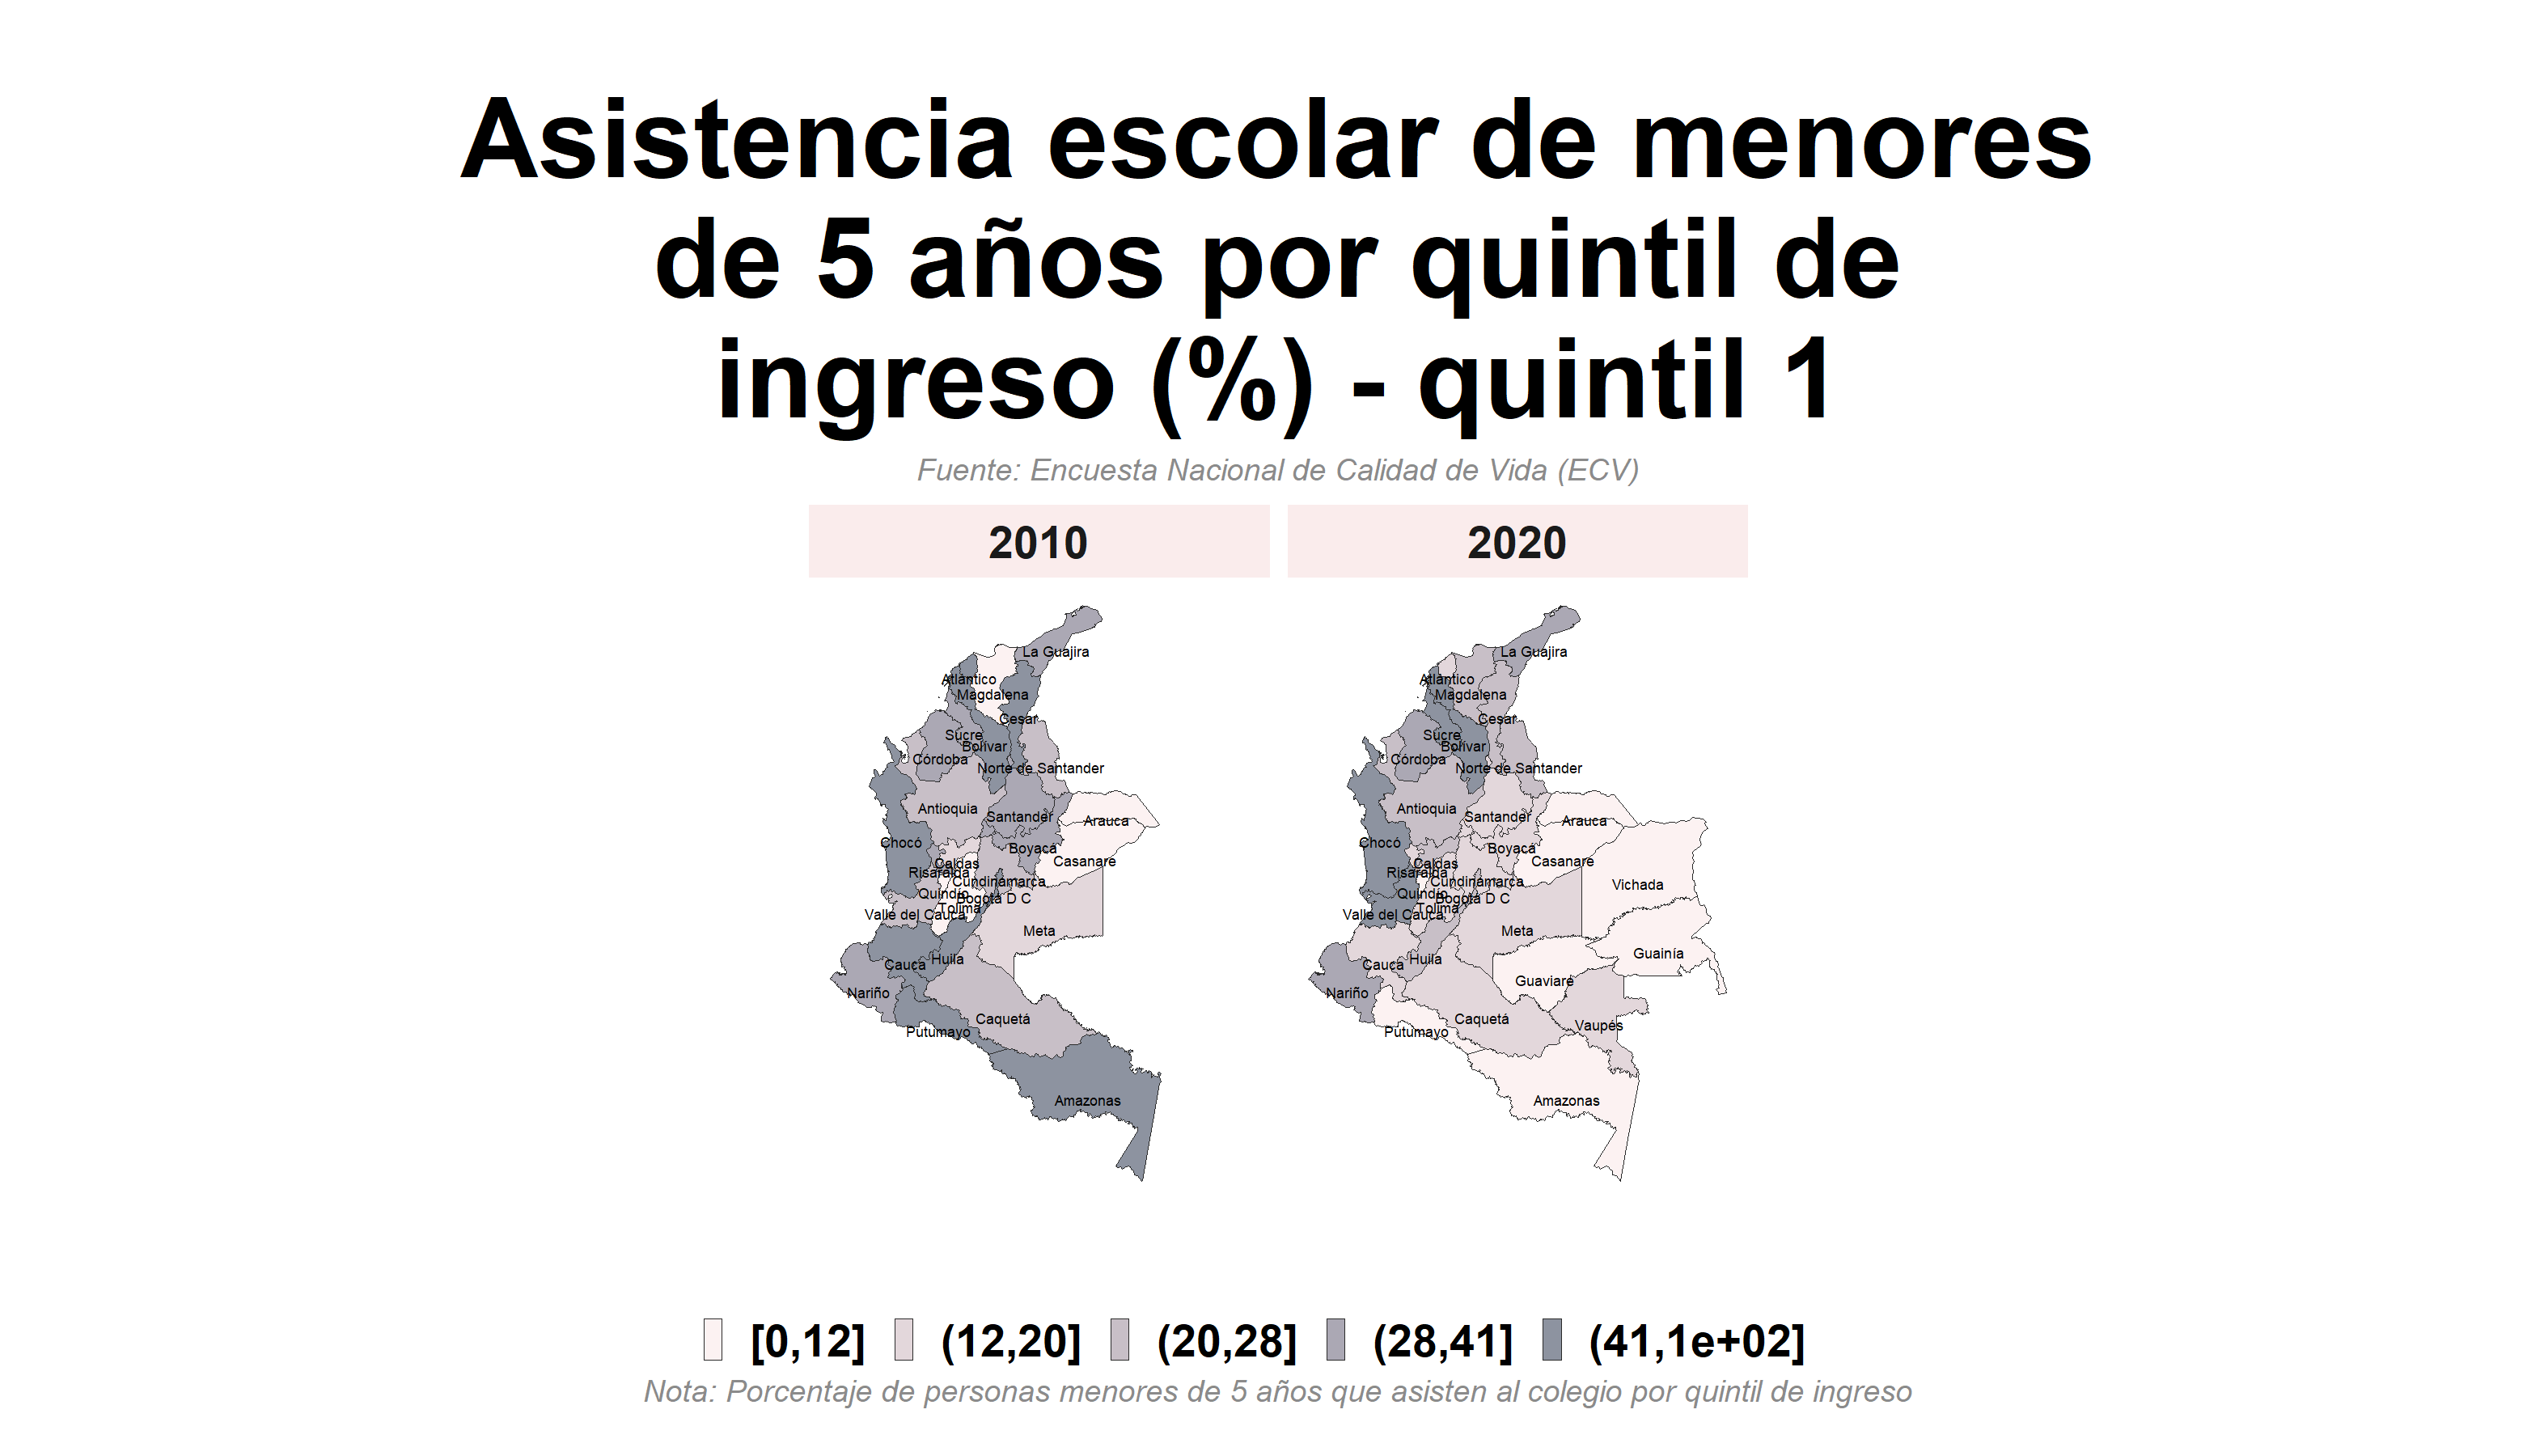 Asistencia escolar de menores
de 5 años por quintil de
ingreso (%) - quintil 1
Fuente: Encuesta Nacional de Calidad de Vida (ECV)
2010
2020
La Guajira
Atlántico
Magdalena
Cesar
Sucre
Bolívar
Córdoba
Norte de Santander
Antioquia
Santander
Arauca
Chocó
Boyacá
Casanare
Caldas
Risaralda
Cundinamarca
Quindío
Bogotá D C
Tolima
Valle del Cauca
Meta
Huila
Cauca
Nariño
Caquetá
Putumayo
Amazonas
La Guajira
Atlántico
Magdalena
Cesar
Sucre
Bolívar
Córdoba
Norte de Santander
Antioquia
Santander
Arauca
Chocó
Boyacá
Casanare
Caldas
Risaralda
Cundinamarca
Vichada
Quindío
Bogotá D C
Tolima
Valle del Cauca
Meta
Guainía
Huila
Cauca
Guaviare
Nariño
Caquetá
Vaupés
Putumayo
Amazonas
[0,12] (12,20] (20,28] (28,41] (41,1e+02]
Nota: Porcentaje de personas menores de 5 años que asisten al colegio por quintil de ingreso